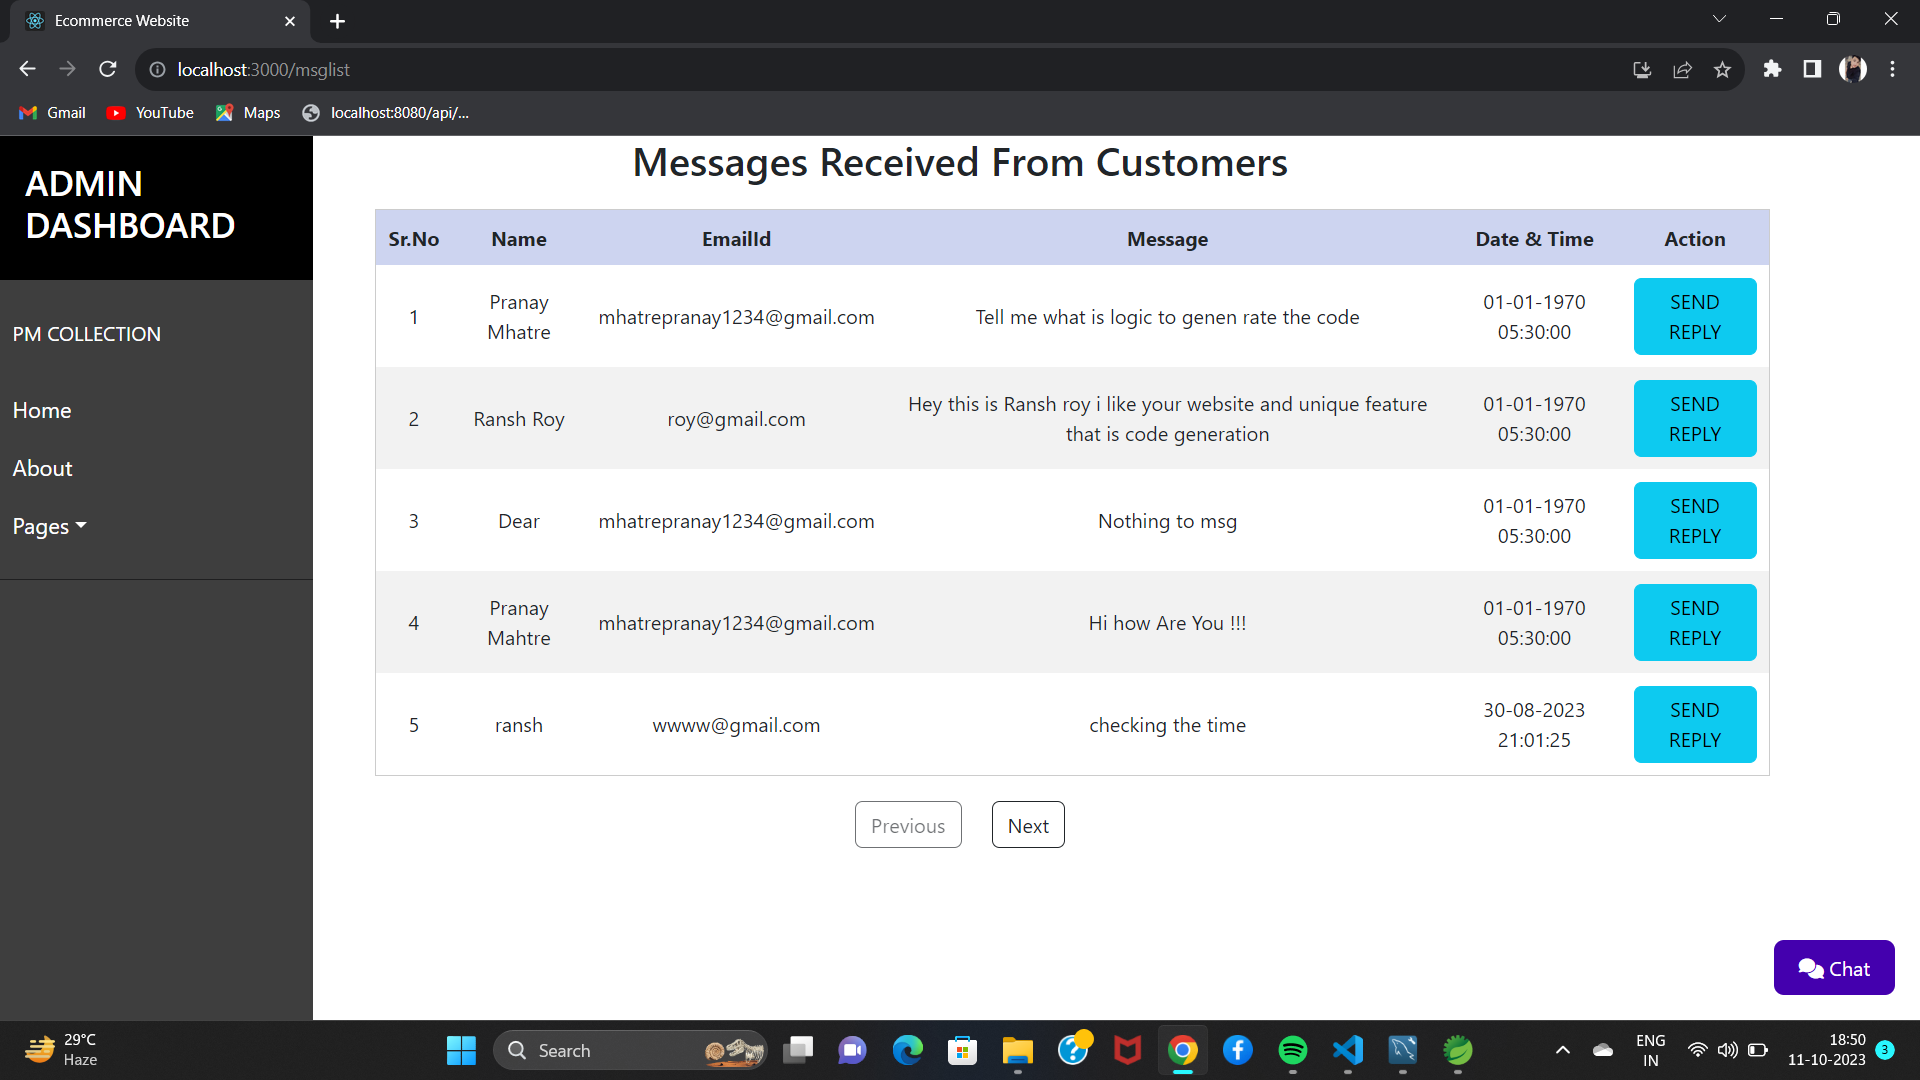 Ecommerce Website
localhost:3000/msglist
Gmail YouTube Maps localhost:8080/api/...
ADMIN
DASHBOARD
PM COLLECTION
Home
About
Pages
Messages Received From Customers
Sr.No Name EmailId Message Date & Time Action
1 Pranay Mhatre mhatrepranay1234@gmail.com Tell me what is logic to genen rate the code 01-01-1970 05:30:00 SEND REPLY
2 Ransh Roy roy@gmail.com Hey this is Ransh roy i like your website and unique feature that is code generation 01-01-1970 05:30:00 SEND REPLY
3 Dear mhatrepranay1234@gmail.com Nothing to msg 01-01-1970 05:30:00 SEND REPLY
4 Pranay Mahtre mhatrepranay1234@gmail.com Hi how Are You !!! 01-01-1970 05:30:00 SEND REPLY
5 ransh wwww@gmail.com checking the time 30-08-2023 21:01:25 SEND REPLY
Previous Next
Chat
29°C
Haze
Search
ENG
IN
18:50
11-10-2023
3